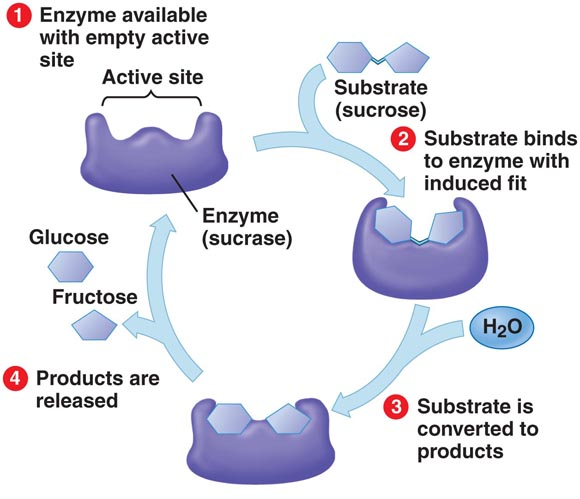 1 Enzyme available
with empty active
site
Active site
Substrate
(sucrose)
2 Substrate binds
to enzyme with
induced fit
Enzyme
(sucrase)
Glucose
Fructose
H₂O
4 Products are
released
3 Substrate is
converted to
products